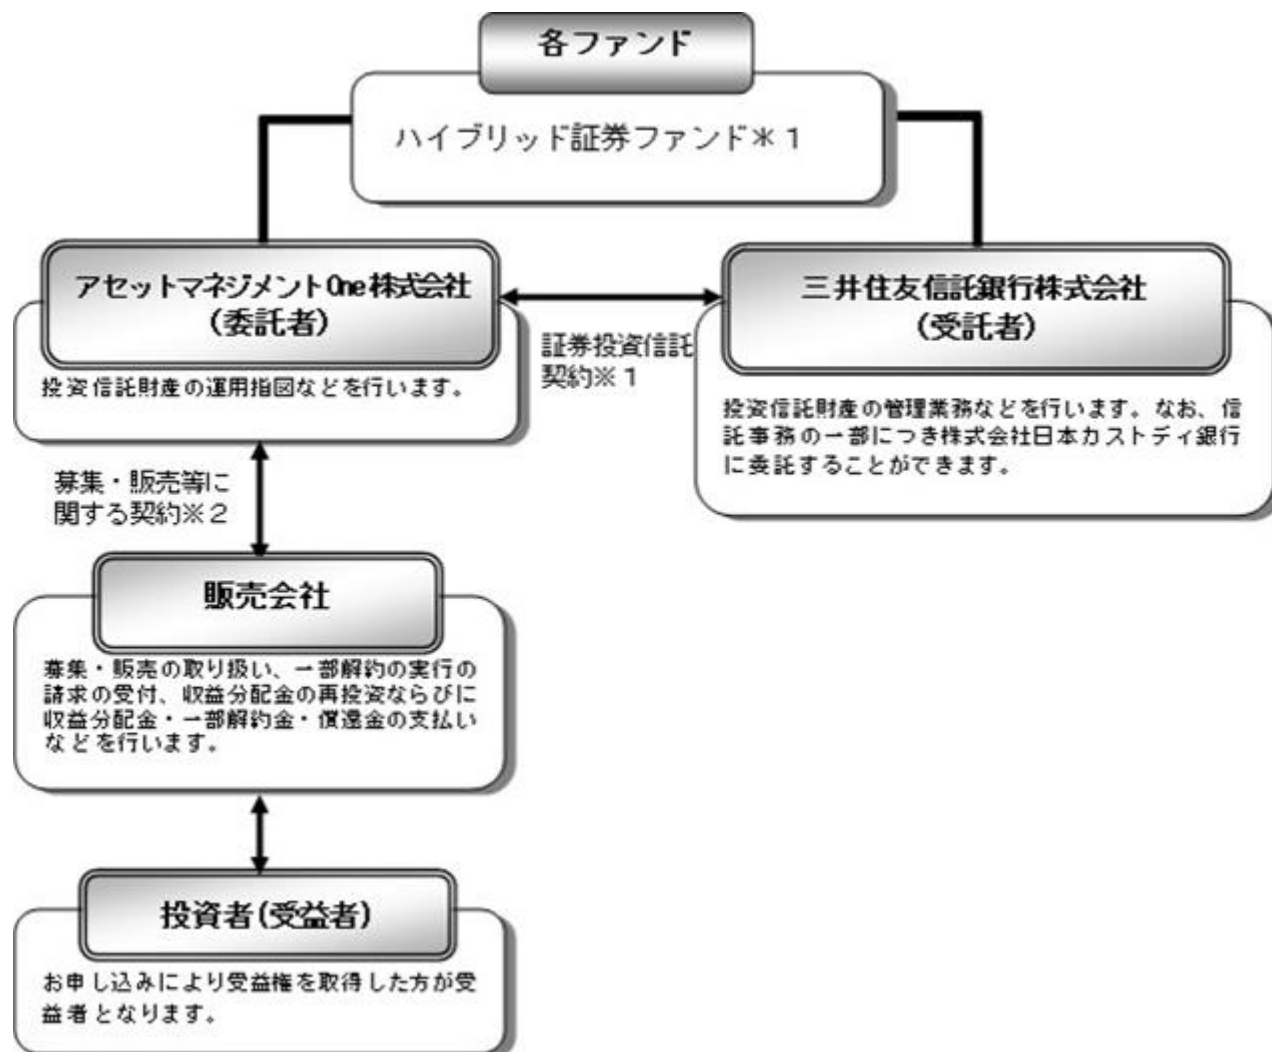 各ファンド
ハイブリッド証券ファンド＊１
アセットマネジメントOne株式会社
（委託者）
投資信託財産の運用指図などを行います。
証券投資信託
契約※１
三井住友信託銀行株式会社
（受託者）
投資信託財産の管理業務などを行います。なお、信
託事務の一部につき株式会社日本カストディ銀行
に委託することができます。
募集・販売等に
関する契約※２
販売会社
募集・販売の取り扱い、一部解約の実行の
請求の受付、収益分配金の再投資ならびに
収益分配金・一部解約金・償還金の支払い
などを行います。
投資者（受益者）
お申し込みにより受益権を取得した方が受
益者となります。